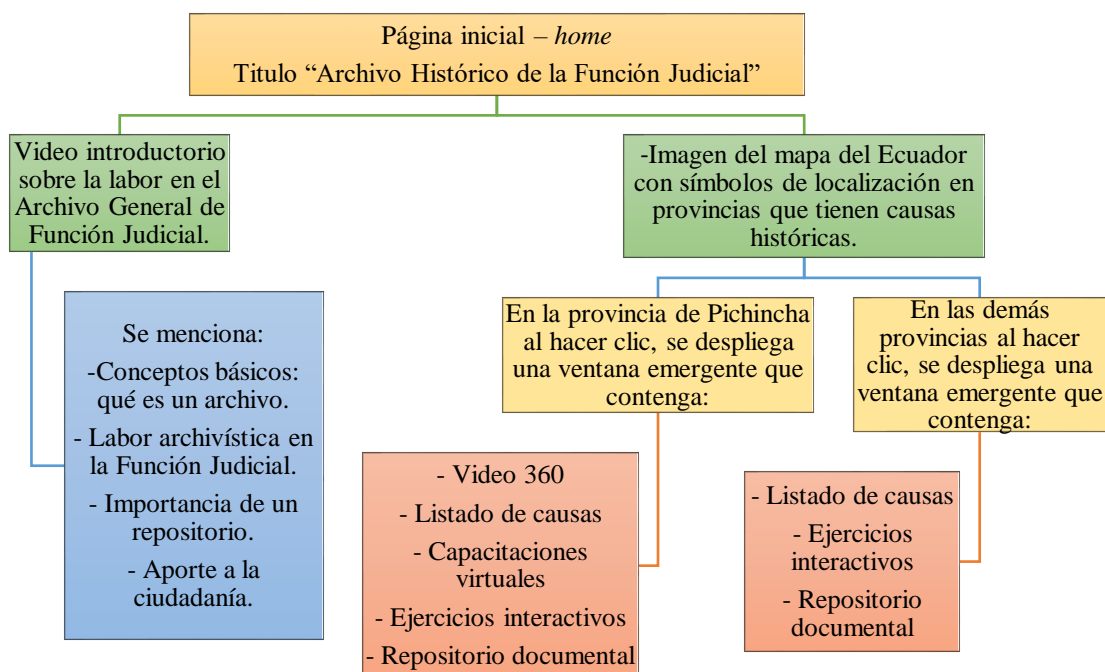 Página inicial – home
Titulo “Archivo Histórico de la Función Judicial”
Video introductorio
sobre la labor en el
Archivo General de
Función Judicial.
-Imagen del mapa del Ecuador
con símbolos de localización en
provincias que tienen causas
históricas.
Se menciona:
-Conceptos básicos:
qué es un archivo.
- Labor archivística en
la Función Judicial.
- Importancia de un
repositorio.
- Aporte a la
ciudadanía.
En la provincia de Pichincha
al hacer clic, se despliega
una ventana emergente que
contenga:
En las demás
provincias al hacer
clic, se despliega una
ventana emergente que
contenga:
- Video 360
- Listado de causas
- Capacitaciones
virtuales
- Ejercicios interactivos
- Repositorio documental
- Listado de causas
- Ejercicios
interactivos
- Repositorio
documental